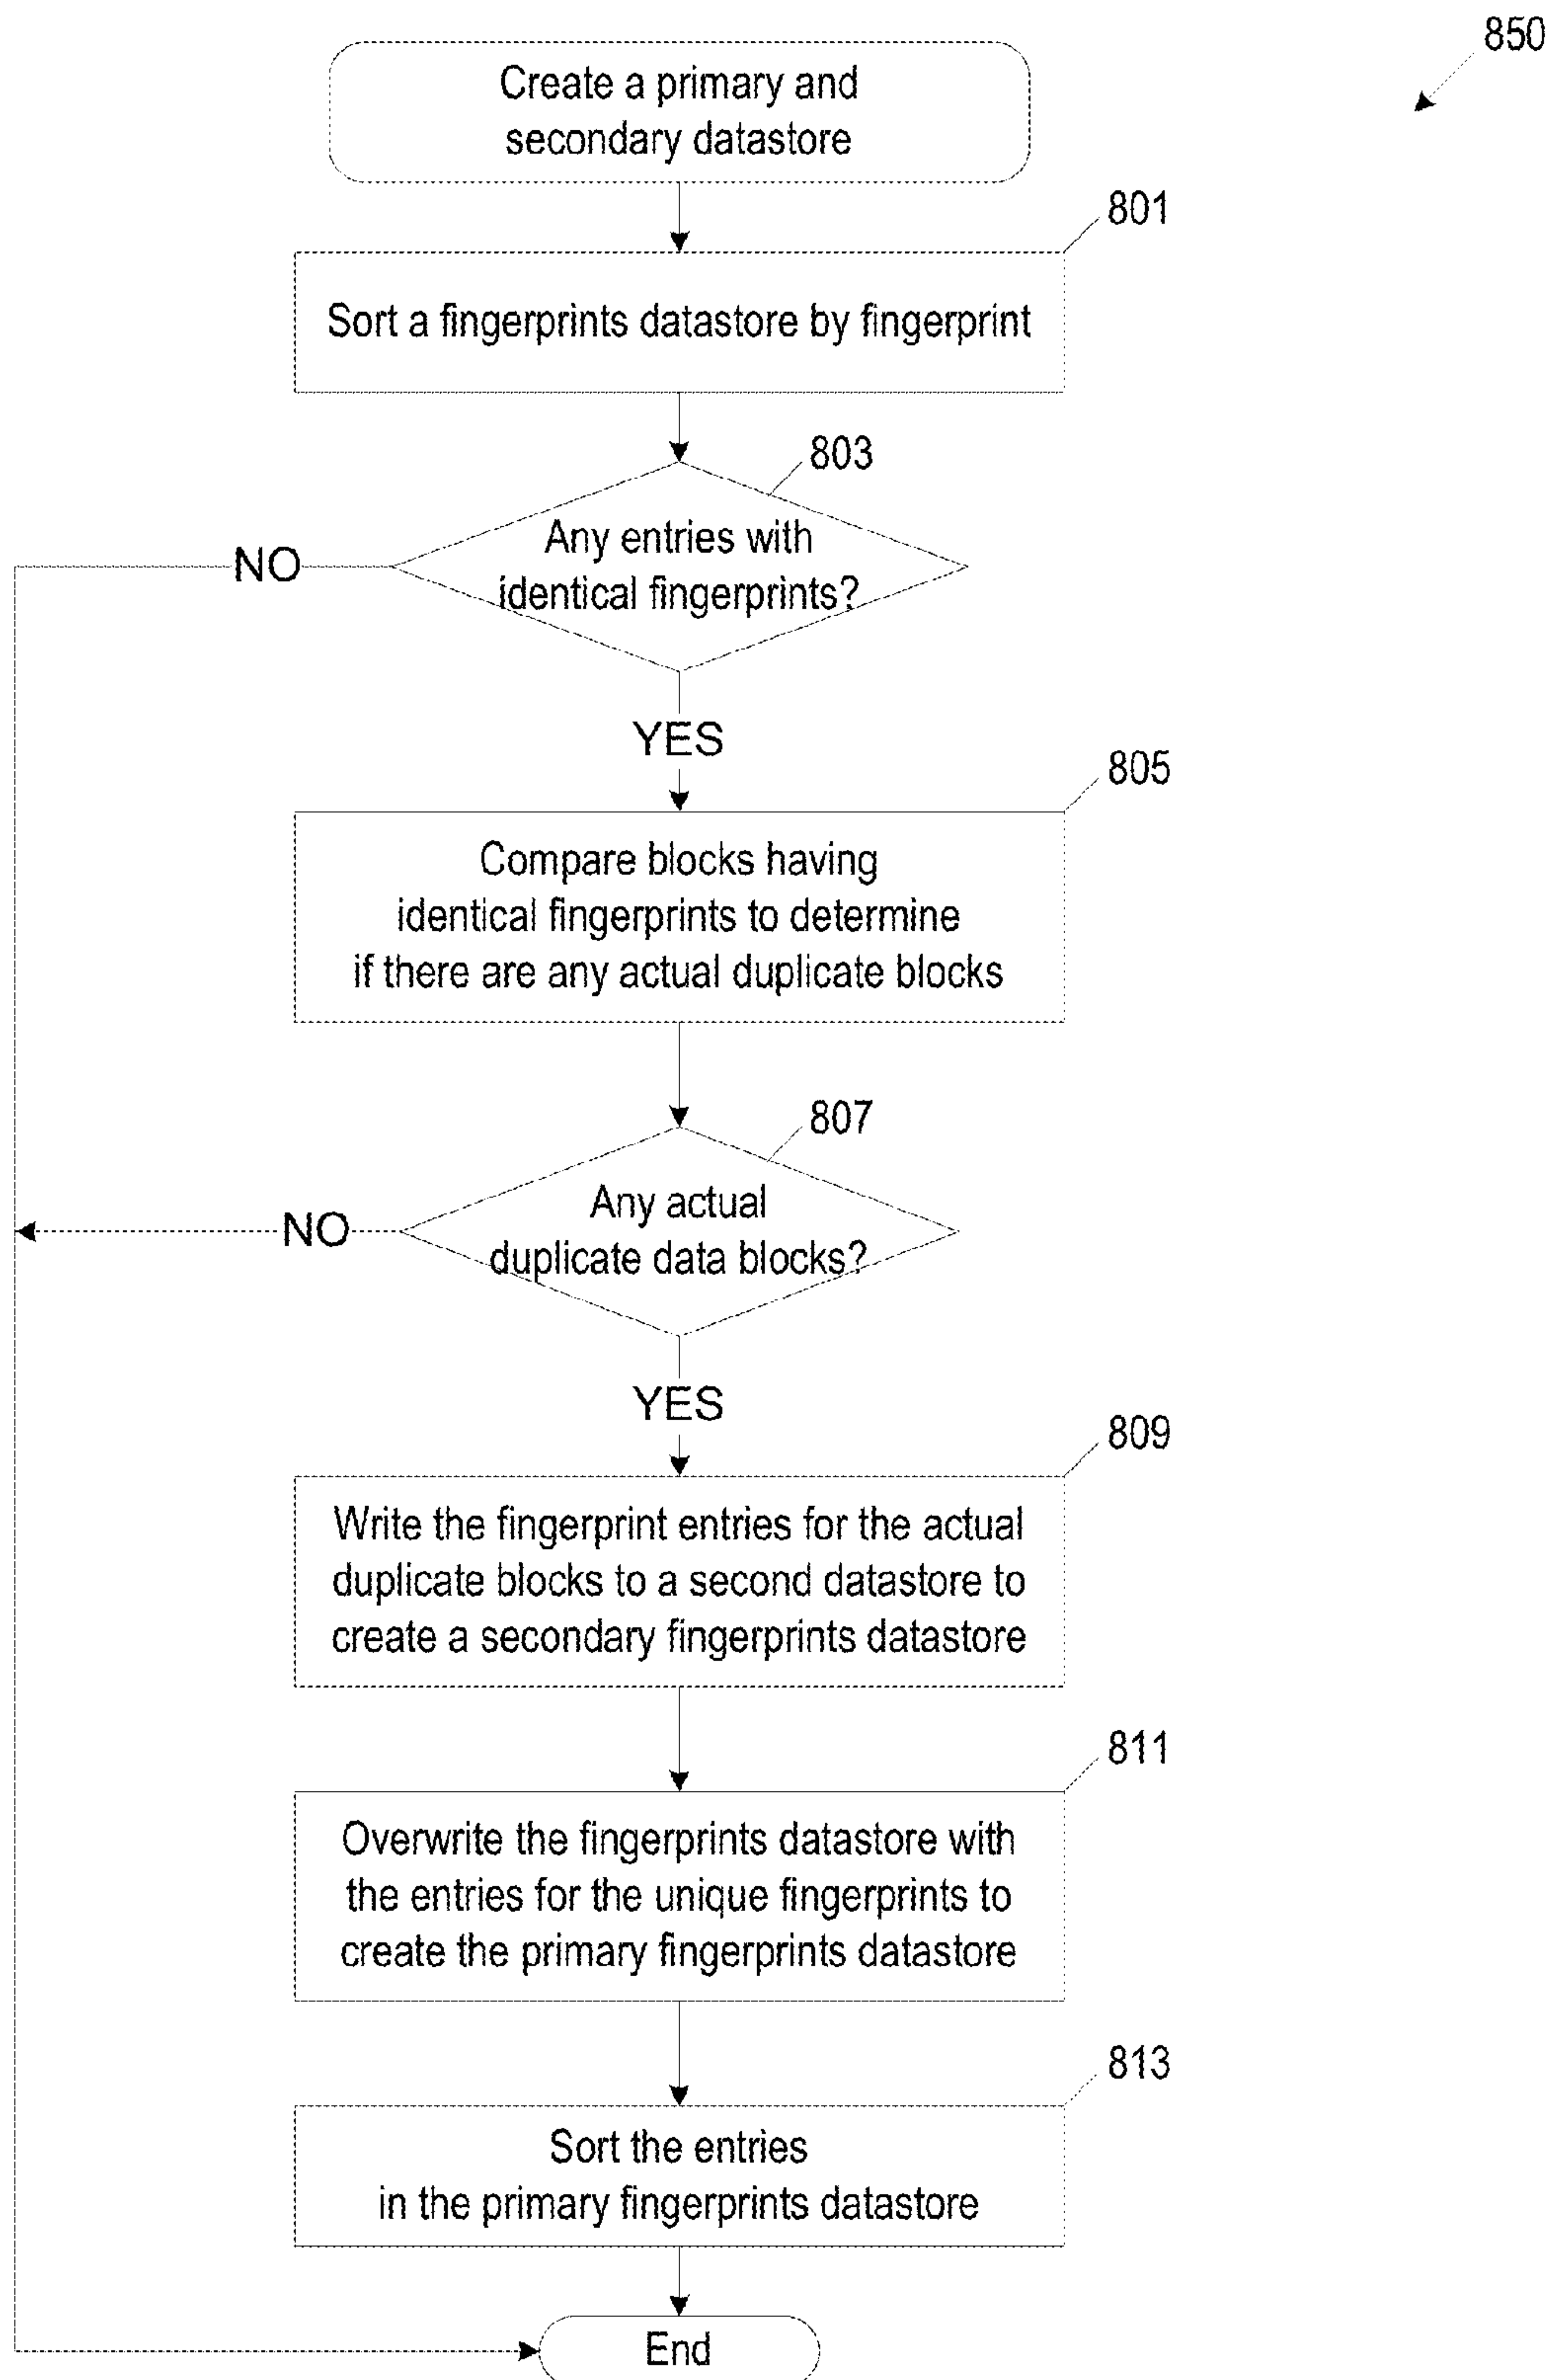 850
Create a primary and
secondary datastore
801
Sort a fingerprints datastore by fingerprint
803
Any entries with
identical fingerprints?
NO
YES
805
Compare blocks having
identical fingerprints to determine
if there are any actual duplicate blocks
807
Any actual
duplicate data blocks?
NO
YES
809
Write the fingerprint entries for the actual
duplicate blocks to a second datastore to
create a secondary fingerprints datastore
811
Overwrite the fingerprints datastore with
the entries for the unique fingerprints to
create the primary fingerprints datastore
813
Sort the entries
in the primary fingerprints datastore
End